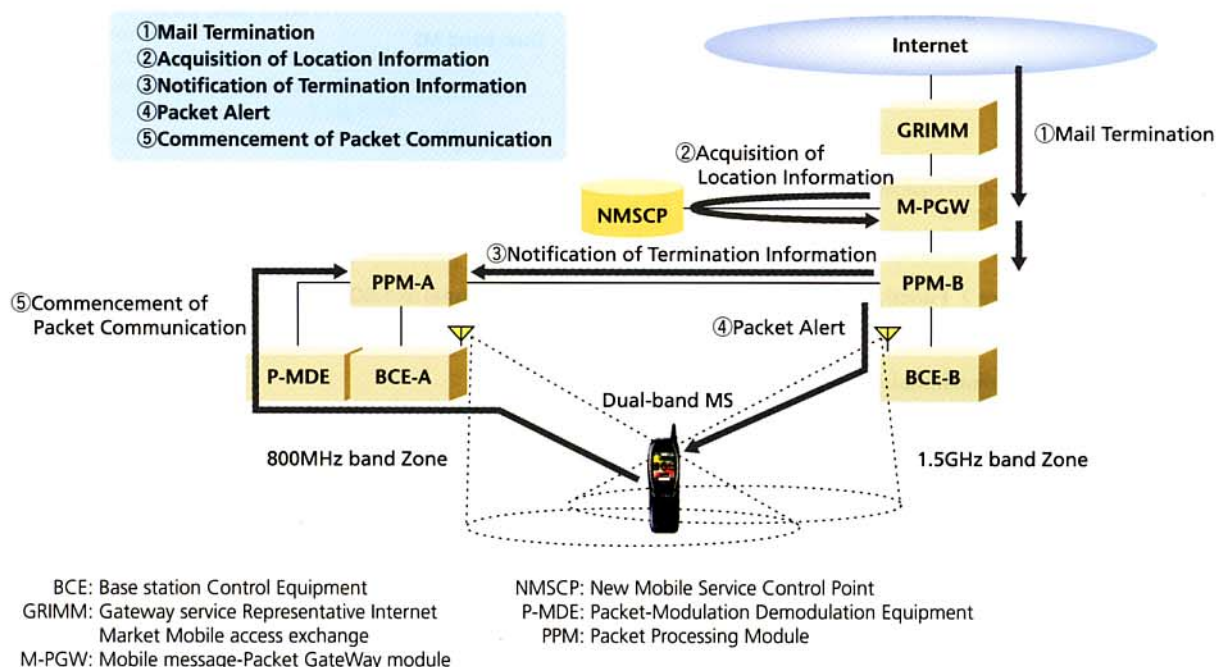 ①Mail Termination
②Acquisition of Location Information
③Notification of Termination Information
④Packet Alert
⑤Commencement of Packet Communication
Internet
GRIMM
①Mail Termination
②Acquisition of
Location Information
NMSCP
M-PGW
③Notification of Termination Information
PPM-A
PPM-B
⑤Commencement of
Packet Communication
④Packet Alert
P-MDE
BCE-A
BCE-B
Dual-band MS
800MHz band Zone
1.5GHz band Zone
BCE: Base station Control Equipment
GRIMM: Gateway service Representative Internet
Market Mobile access exchange
M-PGW: Mobile message-Packet GateWay module
NMSCP: New Mobile Service Control Point
P-MDE: Packet-Modulation Demodulation Equipment
PPM: Packet Processing Module